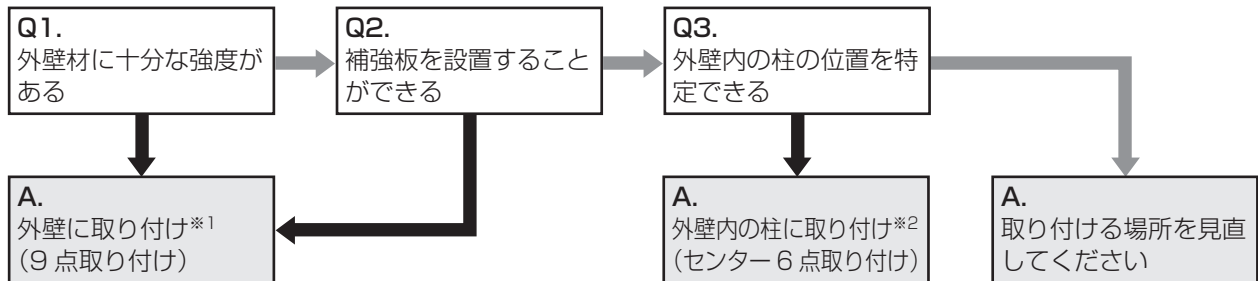 Q1.
外壁材に十分な強度が
ある
Q2.
補強板を設置すること
ができる
Q3.
外壁内の柱の位置を特
定できる
A.
外壁に取り付け※1
(9 点取り付け)
A.
外壁内の柱に取り付け※2
(センター 6 点取り付け)
A.
取り付ける場所を見直
してください